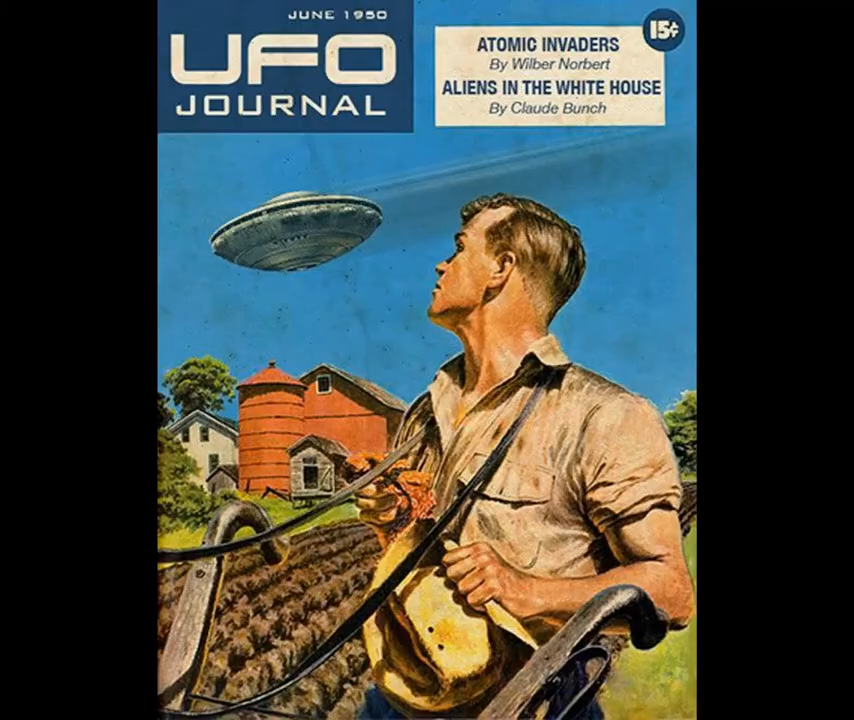 JUNE 1950
UFO
JOURNAL
15¢
ATOMIC INVADERS
By Wilber Norbert
ALIENS IN THE WHITE HOUSE
By Claude Bunch